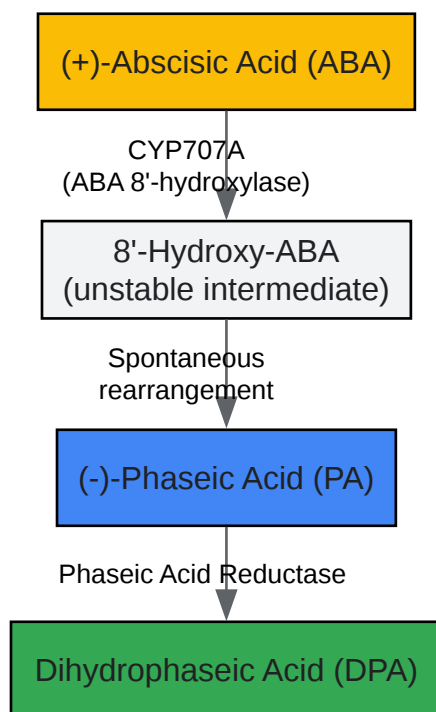 (+)-Abscisic Acid (ABA)
CYP707A
(ABA 8'-hydroxylase)
8'-Hydroxy-ABA
(unstable intermediate)
Spontaneous
rearrangement
(-)-Phaseic Acid (PA)
Phaseic Acid Reductase
Dihydrophaseic Acid (DPA)